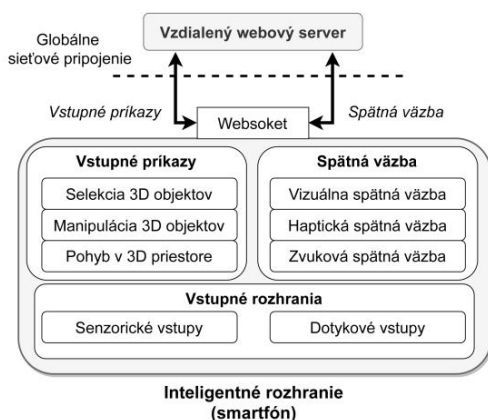 Vzdialený webový server
Globálne
sieťové pripojenie
Vstupné príkazy
Spätná väzba
Websoket
Vstupné príkazy
Selekcia 3D objektov
Manipulácia 3D objektov
Pohyb v 3D priestore
Spätná väzba
Vizuálna spätná väzba
Haptická spätná väzba
Zvuková spätná väzba
Vstupné rozhrania
Senzorické vstupy
Dotykové vstupy
Inteligentné rozhranie
(smartfón)